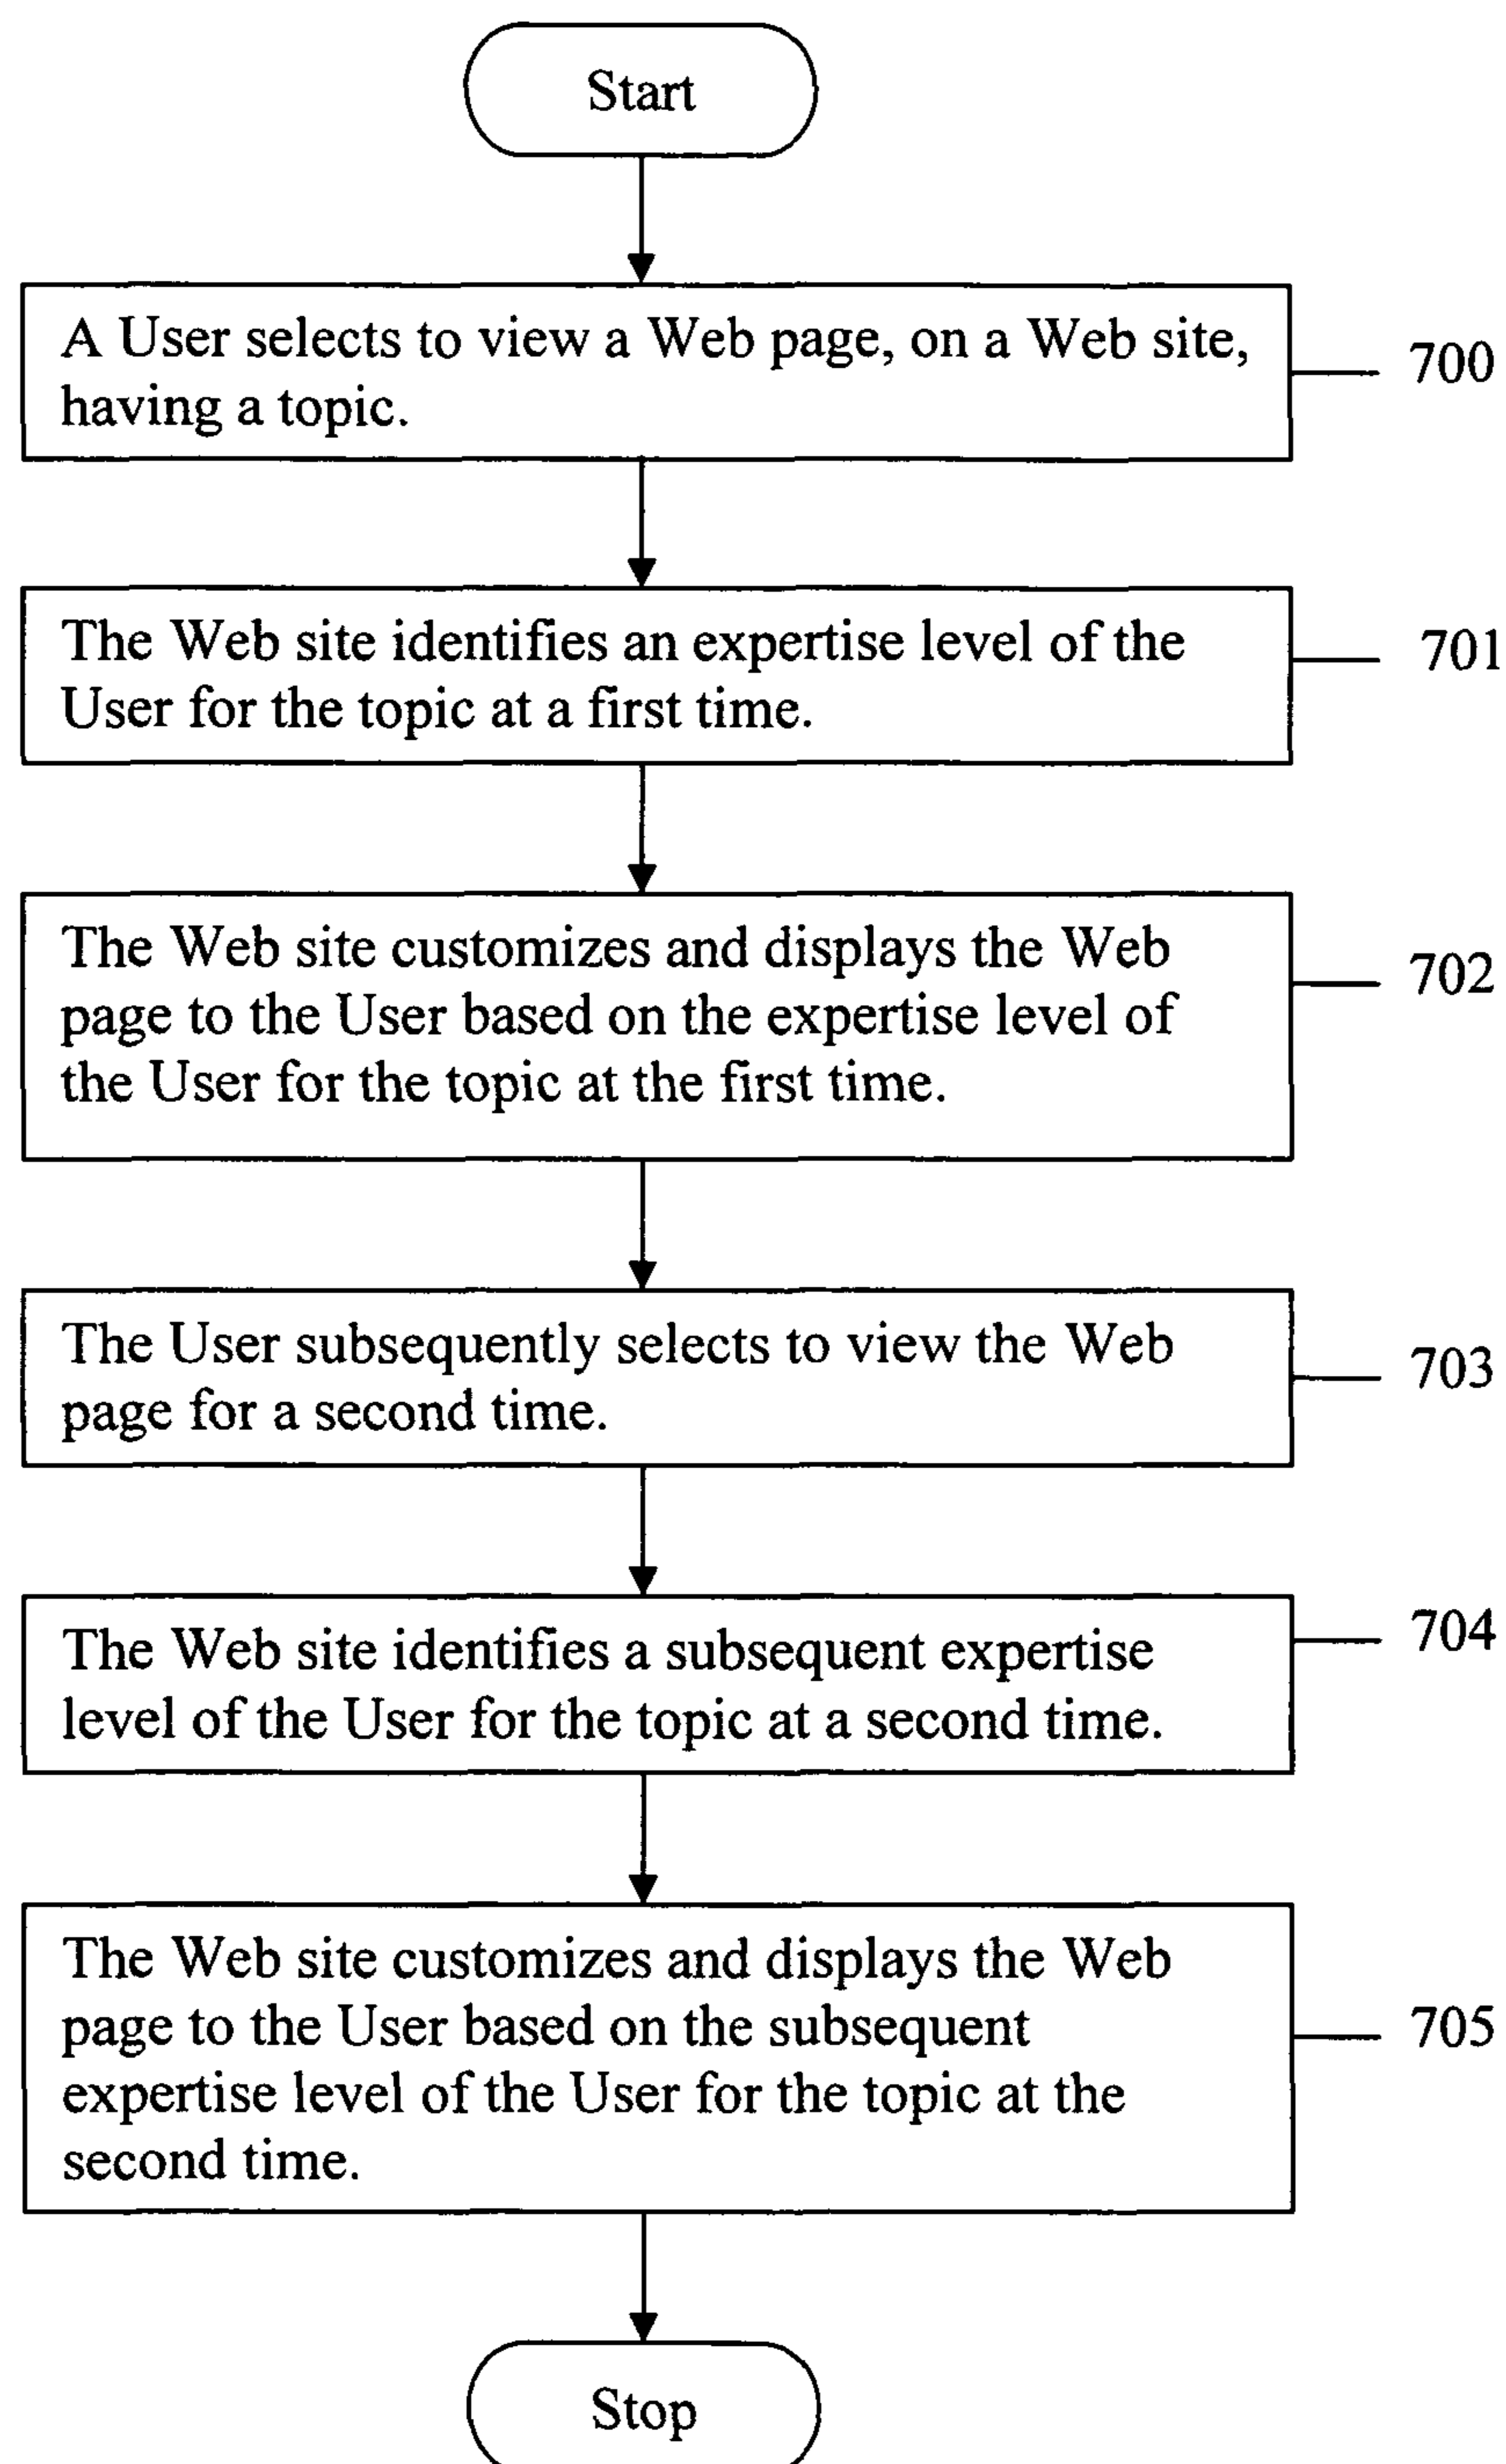 Start
A User selects to view a Web page, on a Web site,
having a topic.
700
The Web site identifies an expertise level of the
User for the topic at a first time.
701
The Web site customizes and displays the Web
page to the User based on the expertise level of
the User for the topic at the first time.
702
The User subsequently selects to view the Web
page for a second time.
703
The Web site identifies a subsequent expertise
level of the User for the topic at a second time.
704
The Web site customizes and displays the Web
page to the User based on the subsequent
expertise level of the User for the topic at the
second time.
705
Stop